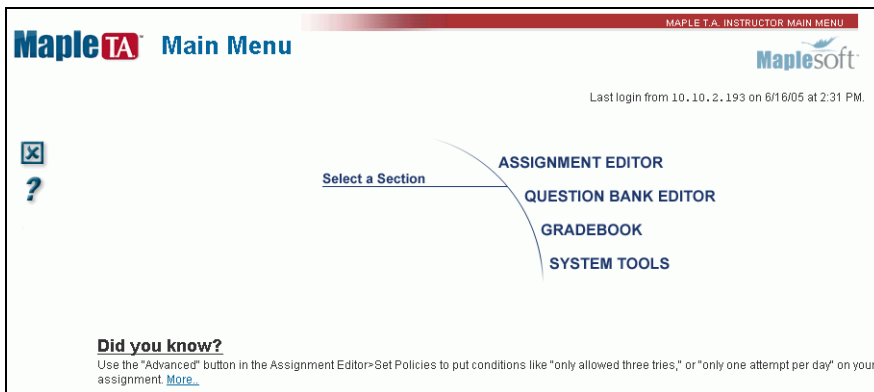 MAPLE T.A. INSTRUCTOR MAIN MENU
Maple TA Main Menu
Maplesoft
Last login from 10.10.2.193 on 6/16/05 at 2:31 PM.
ASSIGNMENT EDITOR
Select a Section
QUESTION BANK EDITOR
GRADEBOOK
SYSTEM TOOLS
?
Did you know?
Use the "Advanced" button in the Assignment Editor>Set Policies to put conditions like "only allowed three tries," or "only one attempt per day" on your
assignment. More..